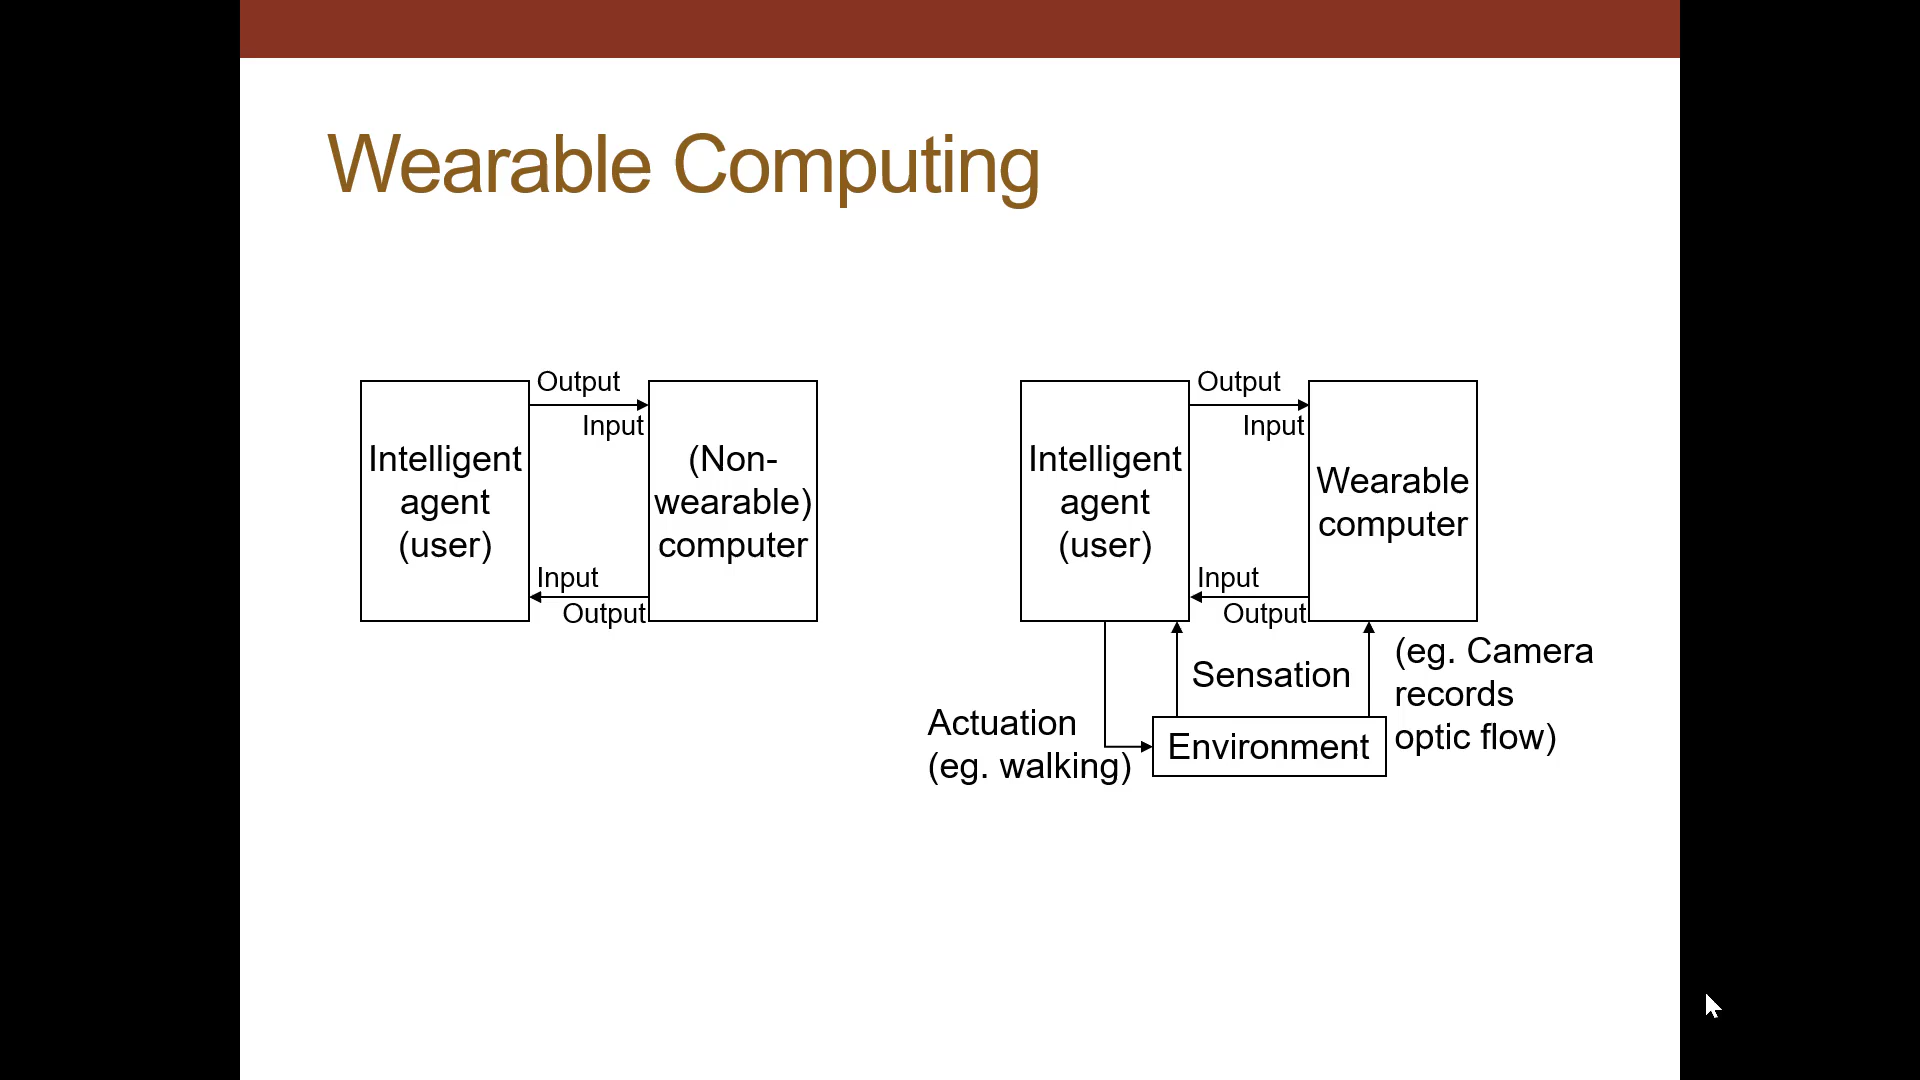 Wearable Computing
Output
Input
Intelligent
agent
(user)
(Non-
wearable)
computer
Input
Output
Output
Input
Intelligent
agent
(user)
Wearable
computer
Input
Output
Sensation
(eg. Camera
records
optic flow)
Actuation
(eg. walking)
Environment